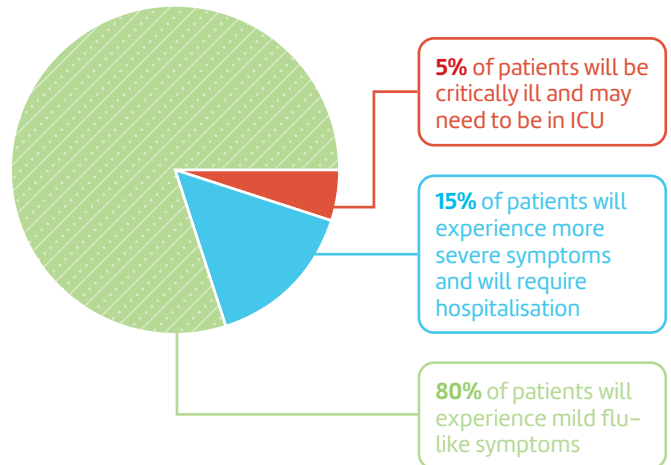 5% of patients will be
critically ill and may
need to be in ICU
15% of patients will
experience more
severe symptoms
and will require
hospitalisation
80% of patients will
experience mild flu-
like symptoms